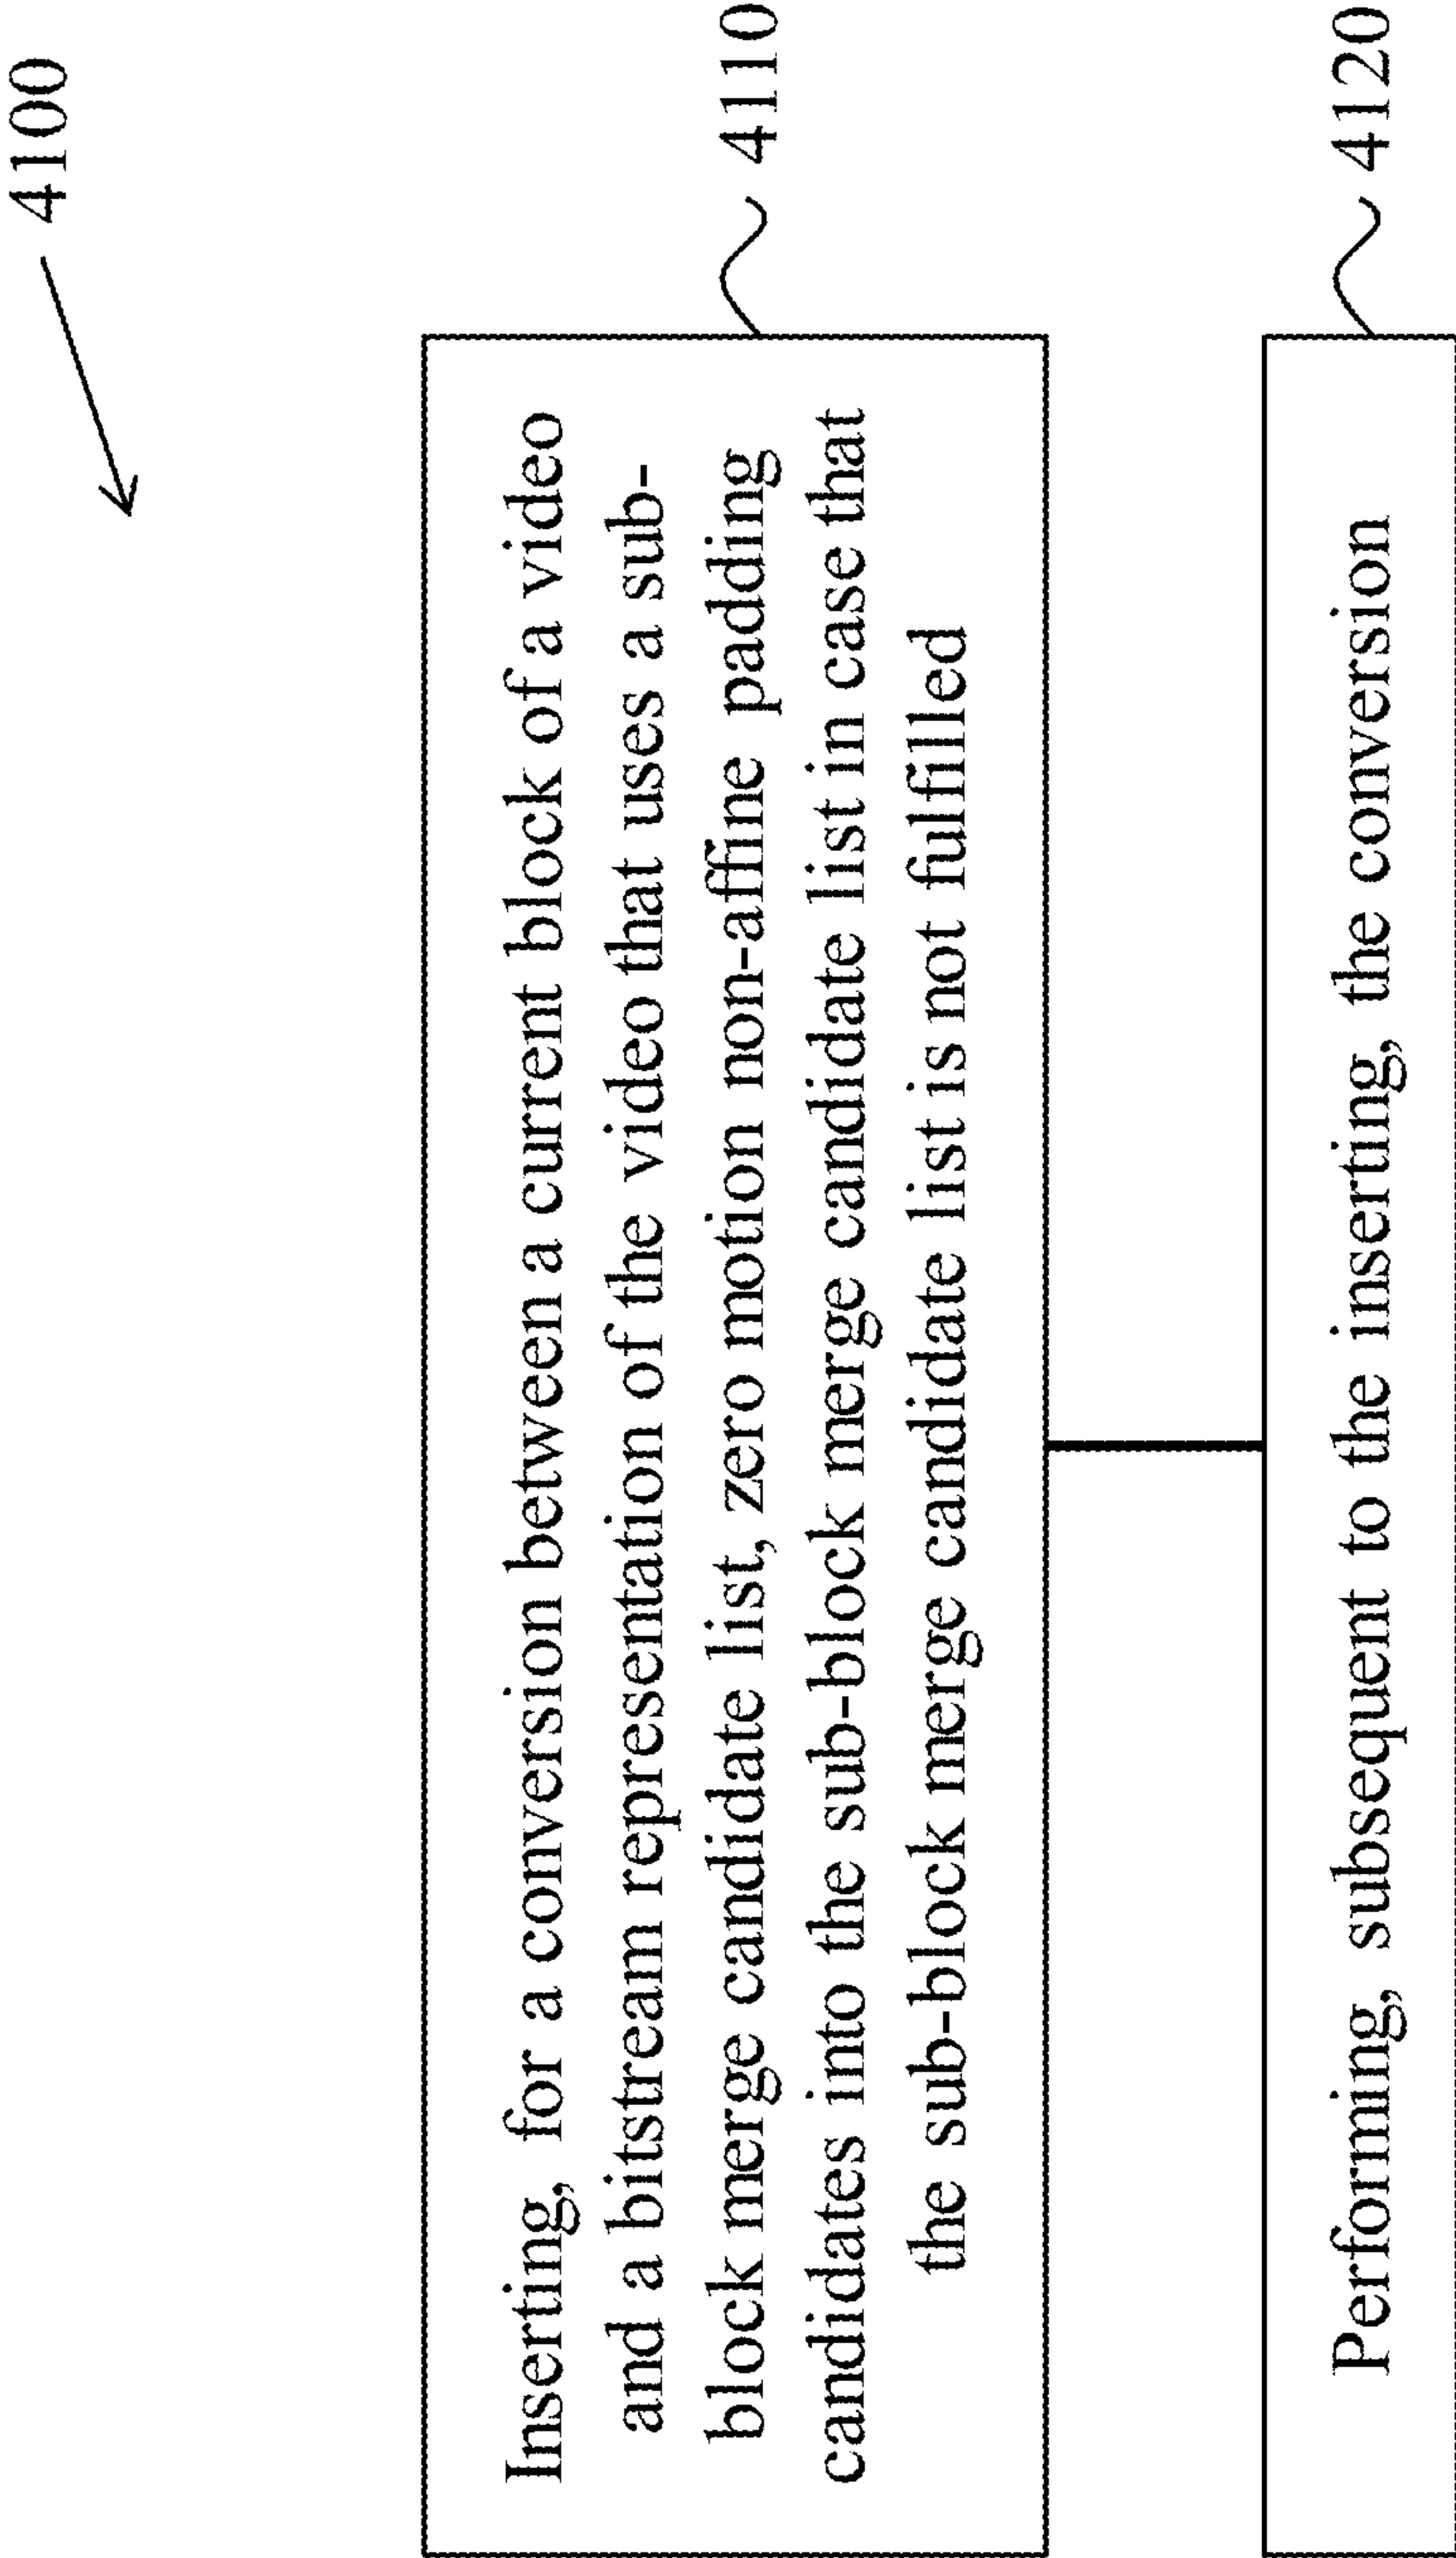 4100
Inserting, for a conversion between a current block of a video
and a bitstream representation of the video that uses a sub-
block merge candidate list, zero motion non-affine padding
candidates into the sub-block merge candidate list in case that
the sub-block merge candidate list is not fulfilled
4110
Performing, subsequent to the inserting, the conversion
4120